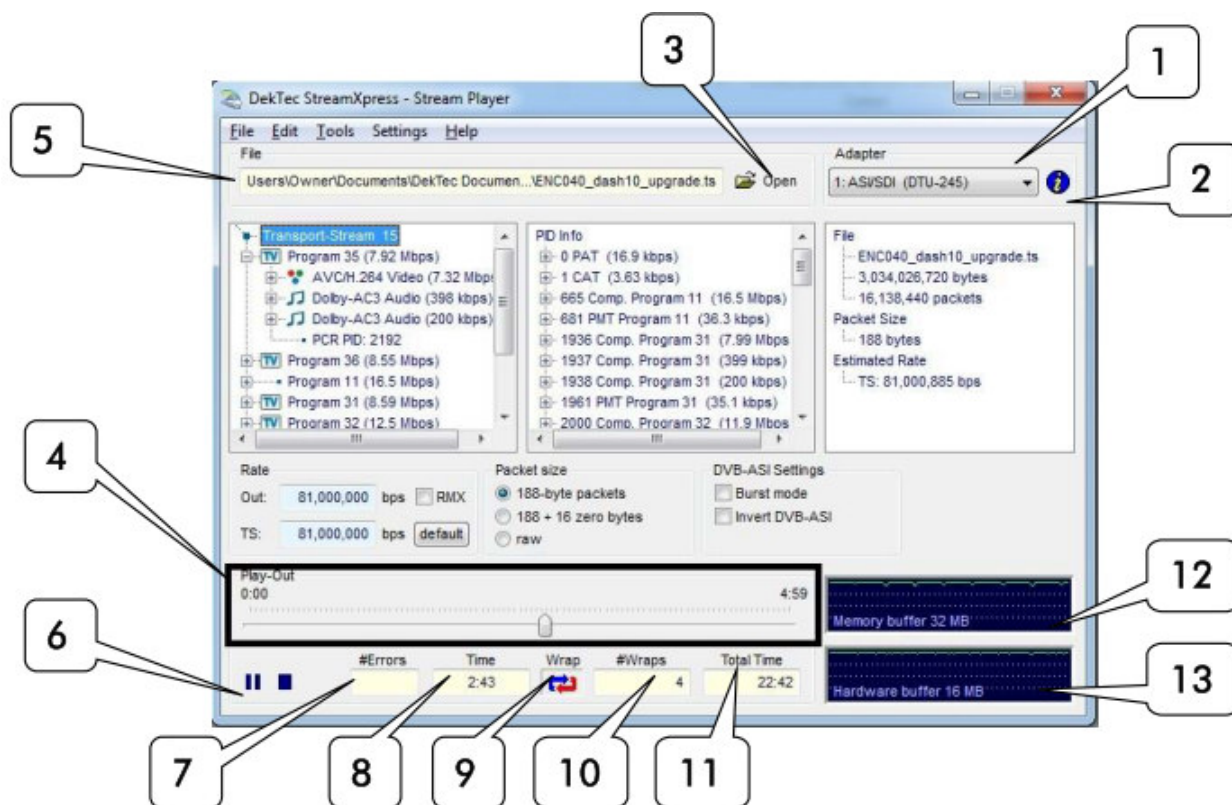 3
1
DekTec StreamXpress - Stream Player
5
File Edit Tools Settings Help
File
Adapter
Users\Owner\Documents\DekTec Documen...\ENC040_dash10_upgrade.ts
Open
1: ASI/SDI (DTU-245)
2
Transport-Stream 15
Program 35 (7.92 Mbps)
AVC/H.264 Video (7.32 Mbp
Dolby-AC3 Audio (398 kbps)
Dolby-AC3 Audio (200 kbps)
PCR PID: 2192
Program 36 (8.55 Mbps)
Program 11 (16.5 Mbps)
Program 31 (8.59 Mbps)
Program 32 (12.5 Mbps)
PID Info
0 PAT (16.9 kbps)
1 CAT (3.63 kbps)
665 Comp. Program 11 (16.5 Mbps)
681 PMT Program 11 (36.3 kbps)
1936 Comp. Program 31 (7.99 Mbps
1937 Comp. Program 31 (399 kbps)
1938 Comp. Program 31 (200 kbps)
1961 PMT Program 31 (35.1 kbps)
2000 Comp. Program 32 (11.9 Mbps
File
ENC040_dash10_upgrade.ts
3,034,026,720 bytes
16,138,440 packets
Packet Size
188 bytes
Estimated Rate
TS: 81,000,885 bps
4
Rate
Out: 81,000,000 bps RMX
TS: 81,000,000 bps default
Packet size
188-byte packets
188 + 16 zero bytes
raw
DVB-ASI Settings
Burst mode
Invert DVB-ASI
Play-Out
0:00 4:59
Memory buffer 32 MB
12
6
#Errors Time Wrap #Wraps Total Time
2:43 4 22:42
Hardware buffer 16 MB
13
7 8 9 10 11